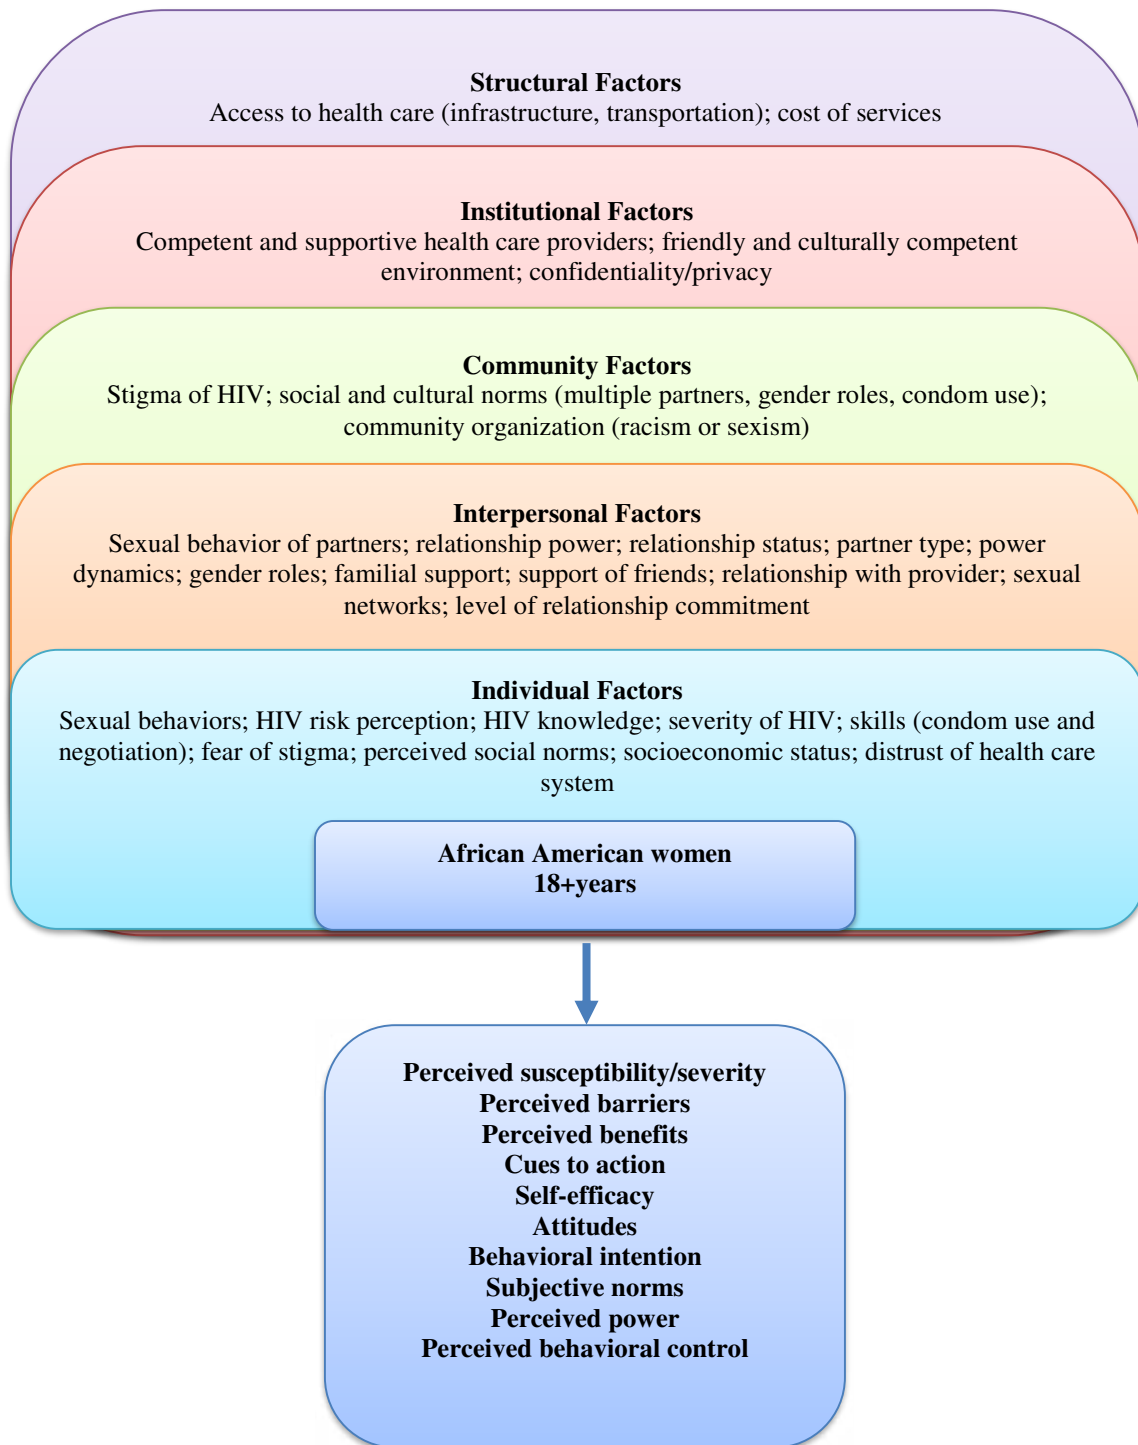 Structural Factors
Access to health care (infrastructure, transportation); cost of services
Institutional Factors
Competent and supportive health care providers; friendly and culturally competent
environment; confidentiality/privacy
Community Factors
Stigma of HIV; social and cultural norms (multiple partners, gender roles, condom use);
community organization (racism or sexism)
Interpersonal Factors
Sexual behavior of partners; relationship power; relationship status; partner type; power
dynamics; gender roles; familial support; support of friends; relationship with provider; sexual
networks; level of relationship commitment
Individual Factors
Sexual behaviors; HIV risk perception; HIV knowledge; severity of HIV; skills (condom use and
negotiation); fear of stigma; perceived social norms; socioeconomic status; distrust of health care
system
African American women
18+years
Perceived susceptibility/severity
Perceived barriers
Perceived benefits
Cues to action
Self-efficacy
Attitudes
Behavioral intention
Subjective norms
Perceived power
Perceived behavioral control